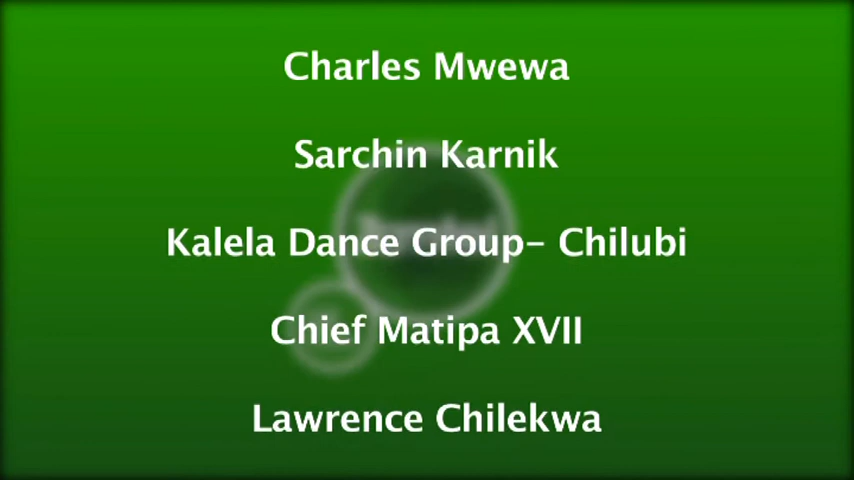 Charles Mwewa
Sarchin Karnik
Kalela Dance Group- Chilubi
Chief Matipa XVII
Lawrence Chilekwa